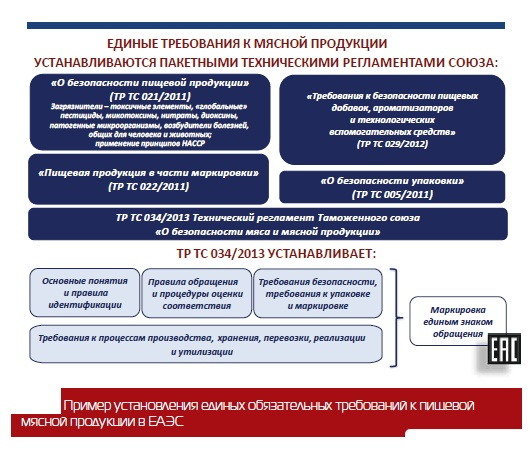 ЕДИНЫЕ ТРЕБОВАНИЯ К МЯСНОЙ ПРОДУКЦИИ
УСТАНАВЛИВАЮТСЯ ПАКЕТНЫМИ ТЕХНИЧЕСКИМИ РЕГЛАМЕНТАМИ СОЮЗА:
«О безопасности пищевой продукции»
(ТР ТС 021/2011)
Загрязнители – токсичные элементы, «глобальные»
пестициды, микотоксины, нитраты, диоксины,
патогенные микроорганизмы, возбудители болезней,
общих для человека и животных;
применение принципов НАССР
«Требования к безопасности пищевых
добавок, ароматизаторов
и технологических
вспомогательных средств»
(ТР ТС 029/2012)
«Пищевая продукция в части маркировки»
(ТР ТС 022/2011)
«О безопасности упаковки»
(ТР ТС 005/2011)
ТР ТС 034/2013 Технический регламент Таможенного союза
«О безопасности мяса и мясной продукции»
ТР ТС 034/2013 УСТАНАВЛИВАЕТ:
Основные понятия
и правила
идентификации
Правила обращения
и процедуры оценки
соответствия
Требования безопасности,
требования к упаковке
и маркировке
Требования к процессам производства, хранения, перевозки, реализации
и утилизации
Маркировка
единым знаком
обращения
ЕАС
Пример установления единых обязательных требований к пищевой
мясной продукции в ЕАЭС